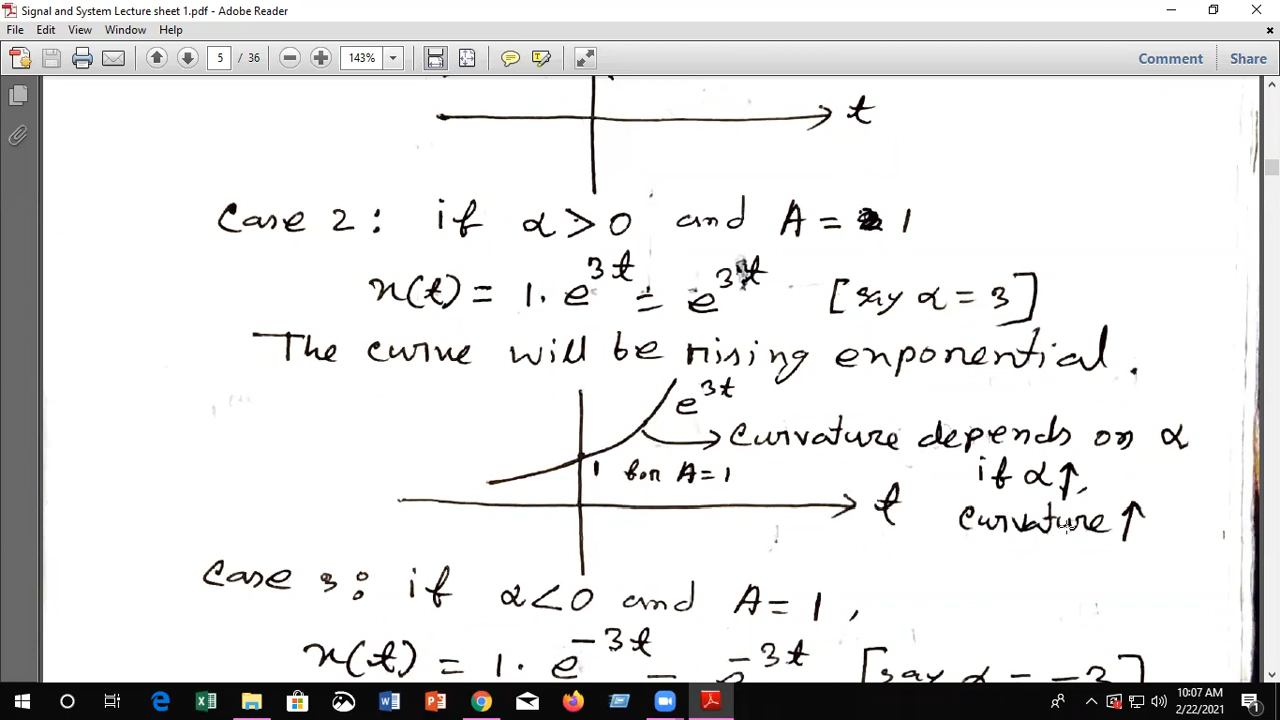 Signal and System Lecture sheet 1.pdf - Adobe Reader
File Edit View Window Help
5 / 36 143% Comment Share
t
Case 2: if α > 0 and A = 1
x(t) = 1. e^3t = e^3t [say α = 3]
The curve will be rising exponential.
e^3t
Curvature depends on α
1 for A = 1 if α↑,
t Curvature ↑
Case 3: if α < 0 and A = 1,
x(t) = 1. e^-3t = e^-3t [say α = -3]
10:07 AM
2/22/2021